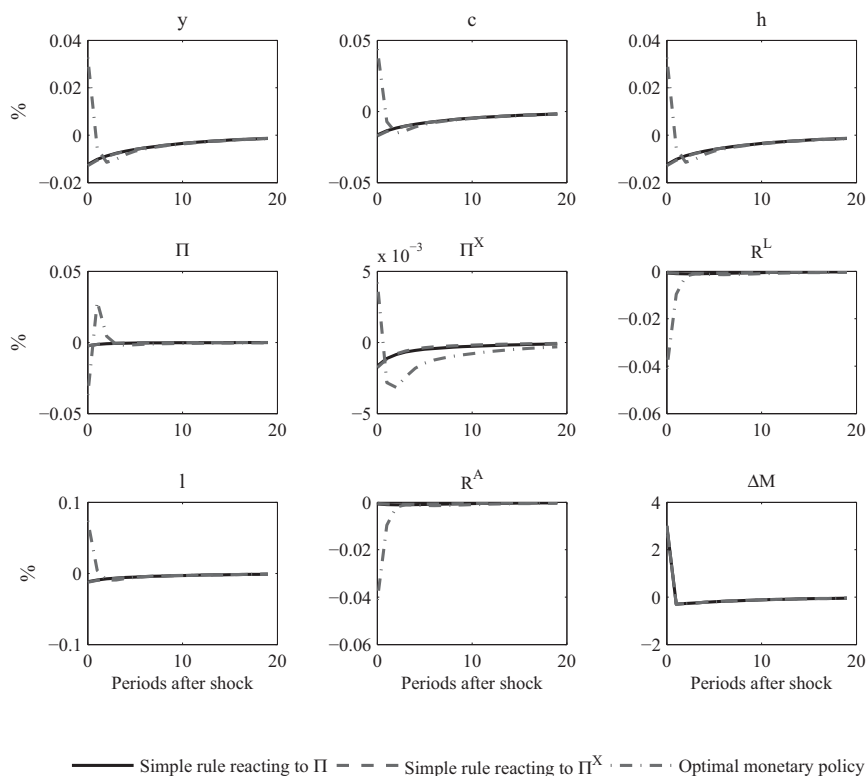 y c h
0.04 0.05 0.04
0.02 0.02
% 0
0 0
−0.02 −0.05 −0.02
0 10 20 0 10 20 0 10 20
Π Π^X R^L
x 10^−3
0.05 5 0
−0.02
% 0 0
−0.04
−0.05 −5 −0.06
0 10 20 0 10 20 0 10 20
l R^A ΔM
0.1 0 4
−0.02 2
% 0
−0.04 0
−0.1 −0.06 −2
0 10 20 0 10 20 0 10 20
Periods after shock Periods after shock Periods after shock
Simple rule reacting to Π Simple rule reacting to Π^X Optimal monetary policy